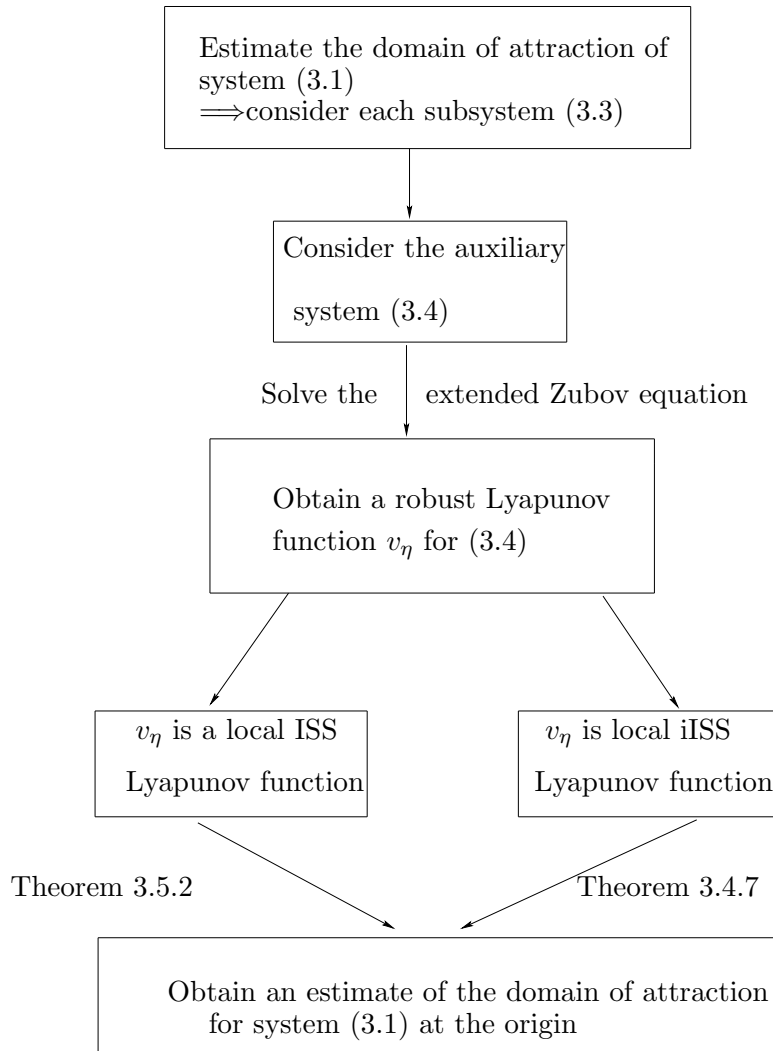 Estimate the domain of attraction of
system (3.1)
⟹consider each subsystem (3.3)
Consider the auxiliary
system (3.4)
Solve the extended Zubov equation
Obtain a robust Lyapunov
function v_η for (3.4)
v_η is a local ISS
Lyapunov function
v_η is local iISS
Lyapunov function
Theorem 3.5.2
Theorem 3.4.7
Obtain an estimate of the domain of attraction
for system (3.1) at the origin